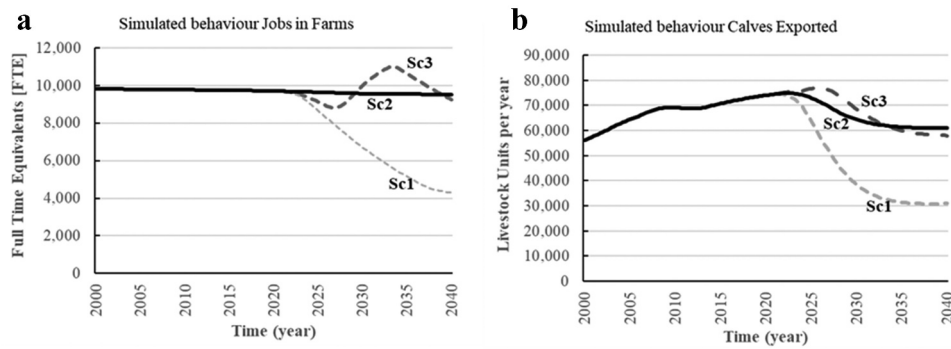 a
Simulated behaviour Jobs in Farms
Full Time Equivalents [FTE]
12,000
10,000
8,000
6,000
4,000
2,000
0
Sc3
Sc2
Sc1
2000
2005
2010
2015
2020
2025
2030
2035
2040
Time (year)
b
Simulated behaviour Calves Exported
Livestock Units per year
90,000
80,000
70,000
60,000
50,000
40,000
30,000
20,000
10,000
0
Sc3
Sc2
Sc1
2000
2005
2010
2015
2020
2025
2030
2035
2040
Time (year)